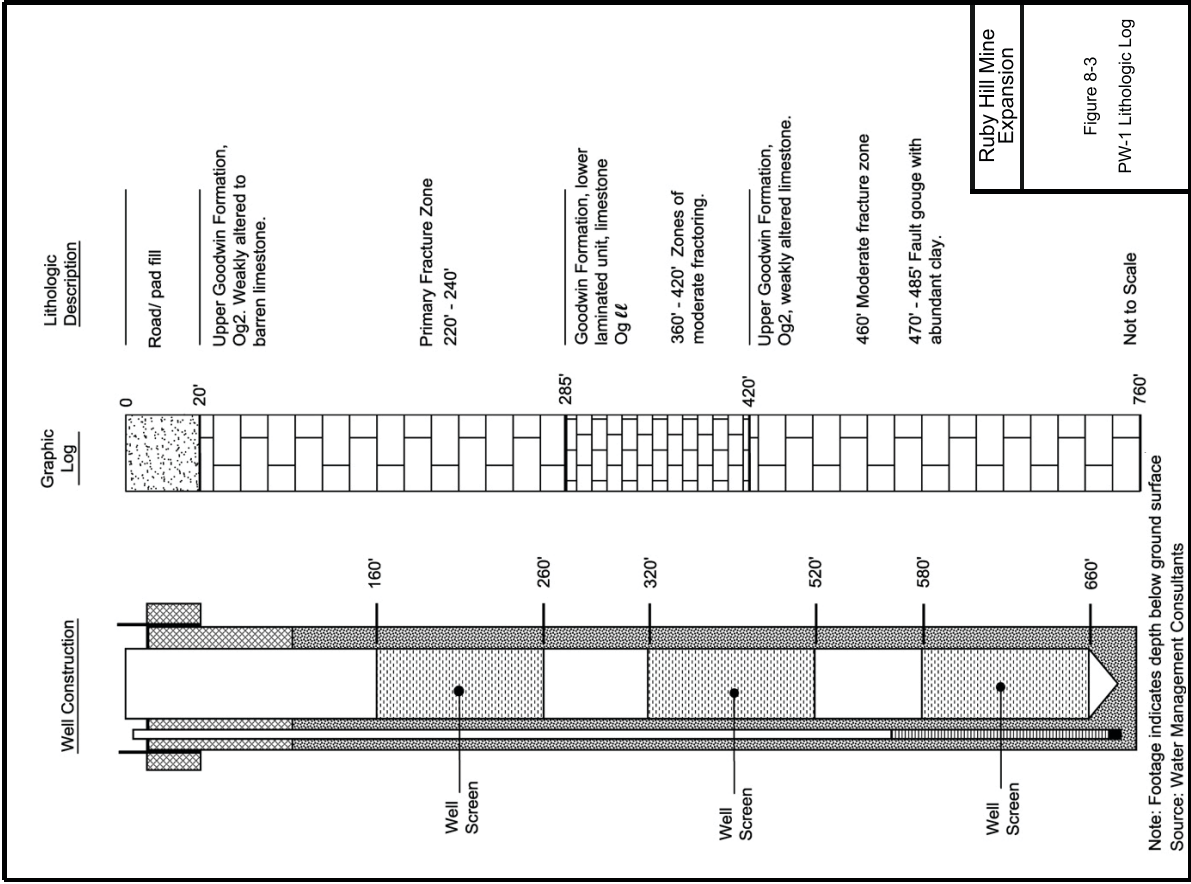 Well Construction
160'
260'
320'
520'
580'
660'
Well
Screen
Well
Screen
Well
Screen
Graphic
Log
0
20'
285'
420'
760'
Lithologic
Description
Road/ pad fill
Upper Goodwin Formation,
Og2. Weakly altered to
barren limestone.
Primary Fracture Zone
220' - 240'
Goodwin Formation, lower
laminated unit, limestone
Og ℓℓ
360' - 420' Zones of
moderate fractoring.
Upper Goodwin Formation,
Og2, weakly altered limestone.
460' Moderate fracture zone
470' - 485' Fault gouge with
abundant clay.
Not to Scale
Note: Footage indicates depth below ground surface
Source: Water Management Consultants
Ruby Hill Mine
Expansion
Figure 8-3
PW-1 Lithologic Log